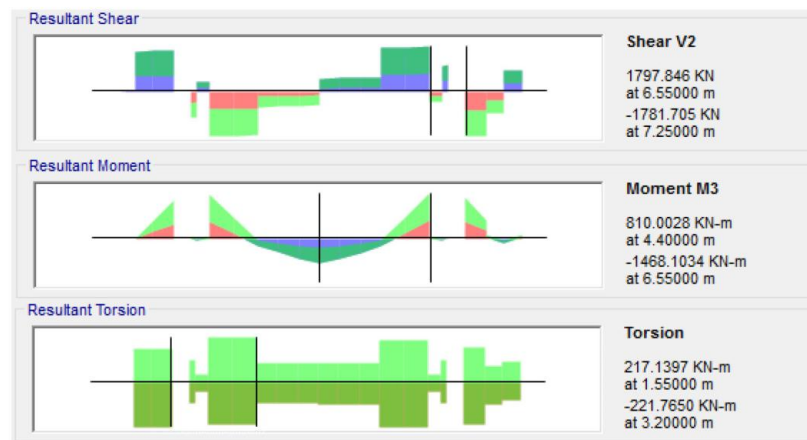 Resultant Shear
Shear V2
1797.846 KN
at 6.55000 m
-1781.705 KN
at 7.25000 m
Resultant Moment
Moment M3
810.0028 KN-m
at 4.40000 m
-1468.1034 KN-m
at 6.55000 m
Resultant Torsion
Torsion
217.1397 KN-m
at 1.55000 m
-221.7650 KN-m
at 3.20000 m